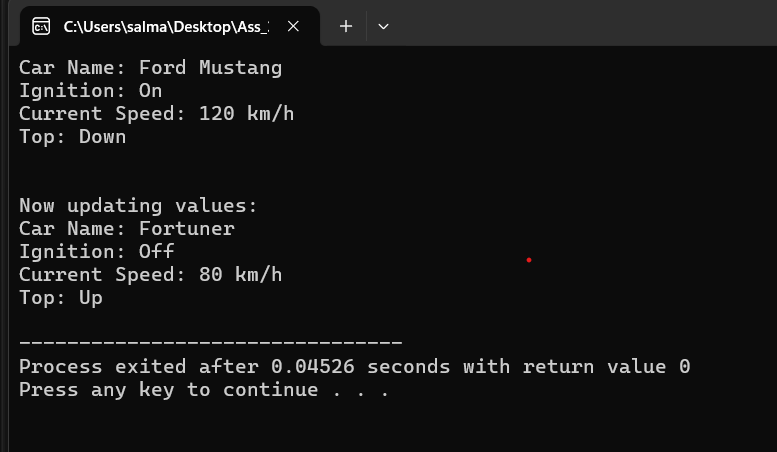 C:\Users\salma\Desktop\Ass_
Car Name: Ford Mustang
Ignition: On
Current Speed: 120 km/h
Top: Down
Now updating values:
Car Name: Fortuner
Ignition: Off
Current Speed: 80 km/h
Top: Up
--------------------------------
Process exited after 0.04526 seconds with return value 0
Press any key to continue . . .